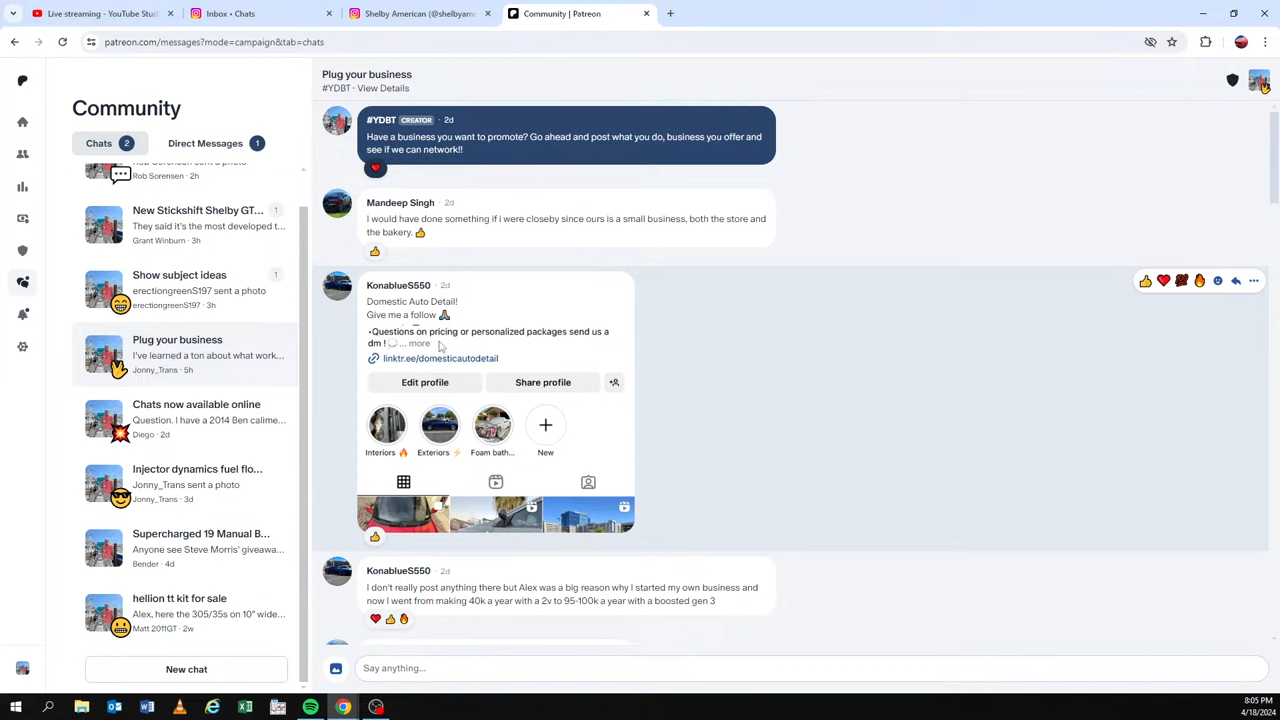 Live streaming - YouTube Stud
Inbox • Chats
Shelby American (@shelbyam
Community | Patreon
patreon.com/messages?mode=campaign&tab=chats
Community
Chats 2
Direct Messages 1
Rob Sorensen sent a photo
Rob Sorensen · 2h
New Stickshift Shelby GT... 1
They said it's the most developed t...
Grant Winburn · 3h
Show subject ideas 1
erectiongreenS197 sent a photo
erectiongreenS197 · 3h
Plug your business
I've learned a ton about what work...
Jonny_Trans · 5h
Chats now available online
Question. I have a 2014 Ben calime...
Diego · 2d
Injector dynamics fuel flo...
Jonny_Trans sent a photo
Jonny_Trans · 3d
Supercharged 19 Manual B...
Anyone see Steve Morris' giveawa...
Bender · 4d
hellion tt kit for sale
Alex, here the 305/35s on 10" wide...
Matt 2011GT · 2w
New chat
Plug your business
#YDBT · View Details
#YDBT CREATOR · 2d
Have a business you want to promote? Go ahead and post what you do, business you offer and
see if we can network!!
Mandeep Singh · 2d
I would have done something if i were closeby since ours is a small business, both the store and
the bakery. 👍
KonablueS550 · 2d
Domestic Auto Detail!
Give me a follow 🙏🏽
•Questions on pricing or personalized packages send us a
dm ! ... more
linktr.ee/domesticautodetail
Edit profile
Share profile
Interiors 🔥
Exteriors ⚡
Foam bath...
New
KonablueS550 · 2d
I don't really post anything there but Alex was a big reason why I started my own business and
now I went from making 40k a year with a 2v to 95-100k a year with a boosted gen 3
Say anything...
8:05 PM
4/18/2024